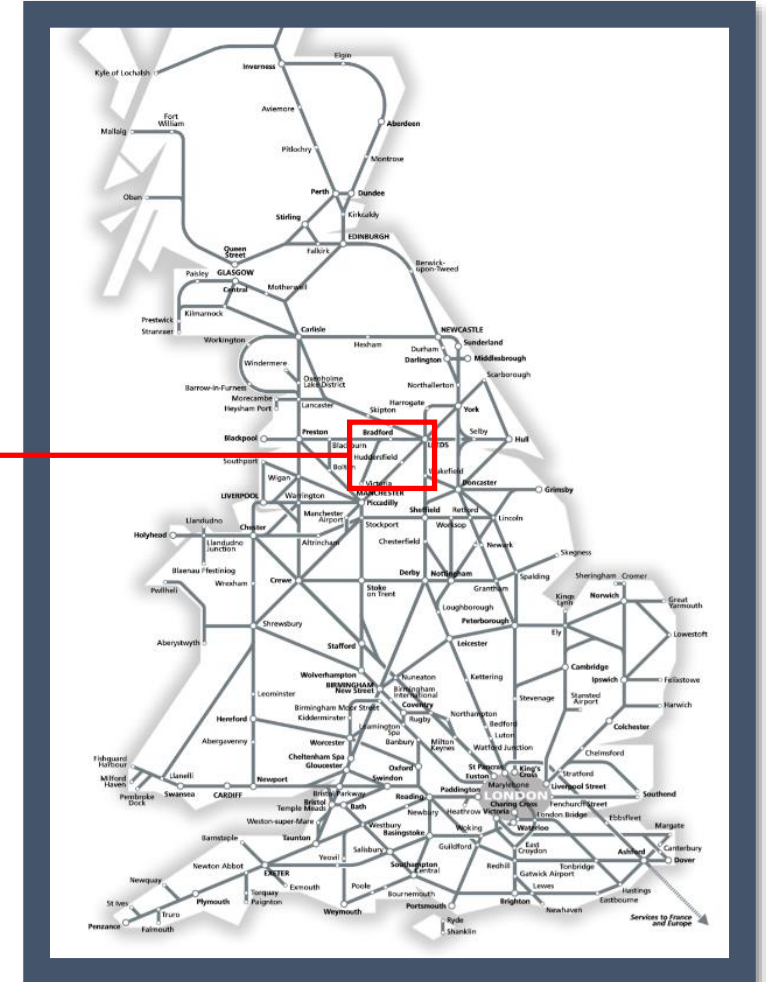 Elgin
Inverness
Kyle of Lochalsh
Aviemore
Fort
William
Mallaig
Aberdeen
Pitlochry
Montrose
Perth
Dundee
Oban
Stirling
Kirkcaldy
EDINBURGH
Queen
Street
Falkirk
Berwick-
upon-Tweed
Paisley
GLASGOW
Central
Motherwell
Prestwick
Kilmarnock
Stranraer
Carlisle
NEWCASTLE
Workington
Hexham
Sunderland
Durham
Darlington
Middlesbrough
Windermere
Scarborough
Oxenholme
Lake District
Barrow-in-Furness
Northallerton
Morecambe
Heysham Port
Lancaster
Harrogate
Skipton
York
Preston
Bradford
Selby
Blackpool
Blackburn
LEEDS
Hull
Southport
Huddersfield
Bolton
Wakefield
Wigan
Victoria
Doncaster
LIVERPOOL
Warrington
MANCHESTER
Piccadilly
Grimsby
Manchester
Airport
Sheffield
Retford
Llandudno
Chester
Stockport
Worksop
Lincoln
Holyhead
Llandudno
Junction
Altrincham
Chesterfield
Newark
Skegness
Blaenau Ffestiniog
Wrexham
Crewe
Derby
Nottingham
Spalding
Sheringham
Cromer
Pwllheli
Stoke
on Trent
Grantham
Kings
Lynn
Norwich
Great
Yarmouth
Loughborough
Shrewsbury
Peterborough
Ely
Lowestoft
Aberystwyth
Stafford
Leicester
Wolverhampton
Cambridge
BIRMINGHAM
New Street
Nuneaton
Kettering
Ipswich
Felixstowe
Leominster
Birmingham
International
Stevenage
Stansted
Airport
Birmingham Moor Street
Coventry
Harwich
Hereford
Kidderminster
Rugby
Northampton
Leamington
Spa
Bedford
Colchester
Abergavenny
Worcester
Banbury
Milton
Keynes
Luton
Watford Junction
Chelmsford
Fishguard
Harbour
Cheltenham Spa
Gloucester
Oxford
St Pancras
Euston
King's
Cross
Stratford
Milford
Haven
Llanelli
Swindon
Marylebone
Liverpool Street
Pembroke
Dock
Swansea
CARDIFF
Newport
Bristol Parkway
Reading
Paddington
LONDON
Southend
Bristol
Temple Meads
Bath
Charing Cross
Fenchurch Street
Newbury
Heathrow
Victoria
London Bridge
Ebbsfleet
Weston-super-Mare
Westbury
Basingstoke
Woking
Waterloo
Margate
Barnstaple
Taunton
Salisbury
Guildford
East
Croydon
Canterbury
Yeovil
Ashford
Dover
Newton Abbot
EXETER
Southampton
Central
Redhill
Gatwick Airport
Tonbridge
Newquay
Exmouth
Poole
Lewes
Hastings
St Ives
Plymouth
Torquay
Paignton
Bournemouth
Eastbourne
Truro
Weymouth
Portsmouth
Brighton
Newhaven
Penzance
Falmouth
Ryde
Shanklin
Services to France
and Europe